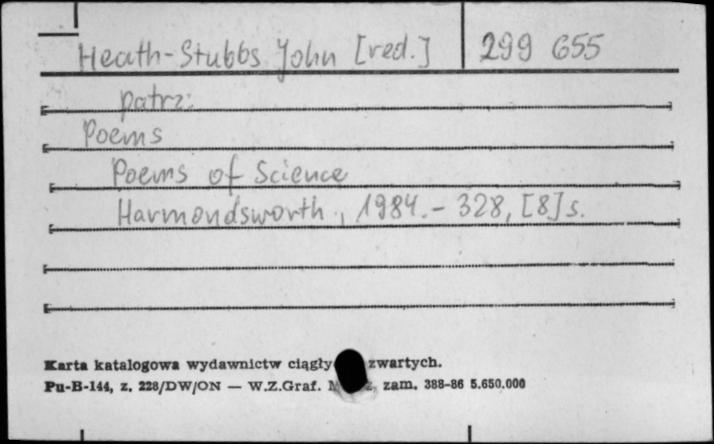 Heath-Stubbs John [red.] 299 655
patrz:
Poems
Poems of Science
Harmondsworth, 1984. - 328, [8] s.
Karta katalogowa wydawnictw ciągły zwartych.
Pu-B-144, z. 228/DW/ON — W.Z.Graf. zam. 388-86 5.650.000